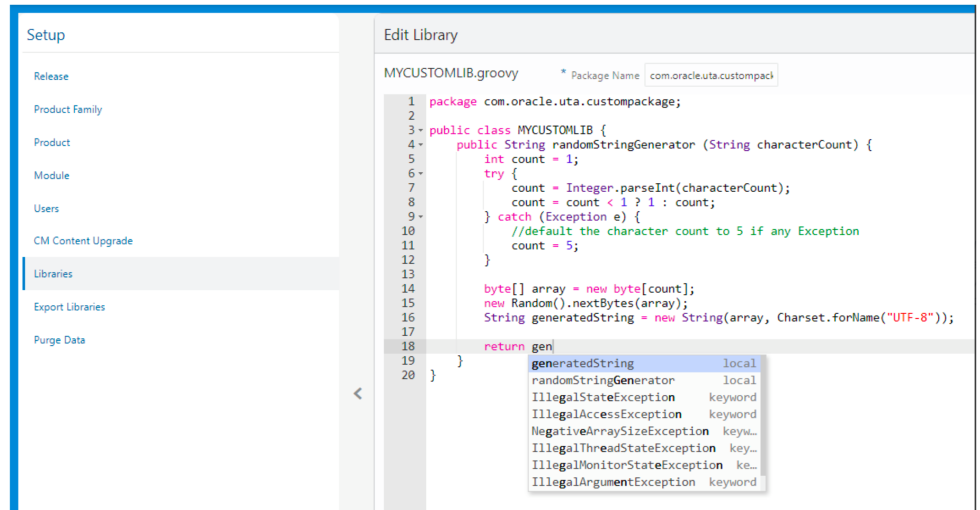 Setup
Release
Product Family
Product
Module
Users
CM Content Upgrade
Libraries
Export Libraries
Purge Data
Edit Library
MYCUSTOMLIB.groovy * Package Name com.oracle.uta.custompack
1 package com.oracle.uta.custompackage;
2
3 public class MYCUSTOMLIB {
4 public String randomStringGenerator (String characterCount) {
5 int count = 1;
6 try {
7 count = Integer.parseInt(characterCount);
8 count = count < 1 ? 1 : count;
9 } catch (Exception e) {
10 //default the character count to 5 if any Exception
11 count = 5;
12 }
13
14 byte[] array = new byte[count];
15 new Random().nextBytes(array);
16 String generatedString = new String(array, Charset.forName("UTF-8"));
17
18 return gen
19 }
20 }
generatedString local
randomStringGenerator local
IllegalStateException keyword
IllegalAccessException keyword
NegativeArraySizeException keyw…
IllegalThreadStateException key…
IllegalMonitorStateException ke…
IllegalArgumentException keyword